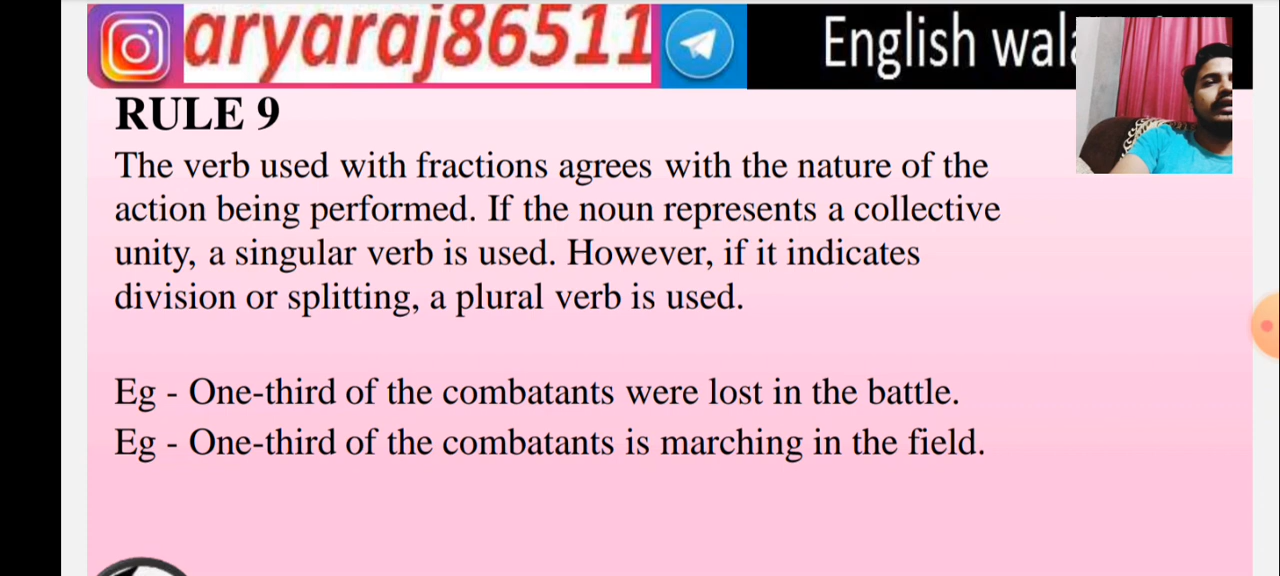 aryaraj86511
English
RULE 9
The verb used with fractions agrees with the nature of the
action being performed. If the noun represents a collective
unity, a singular verb is used. However, if it indicates
division or splitting, a plural verb is used.
Eg - One-third of the combatants were lost in the battle.
Eg - One-third of the combatants is marching in the field.